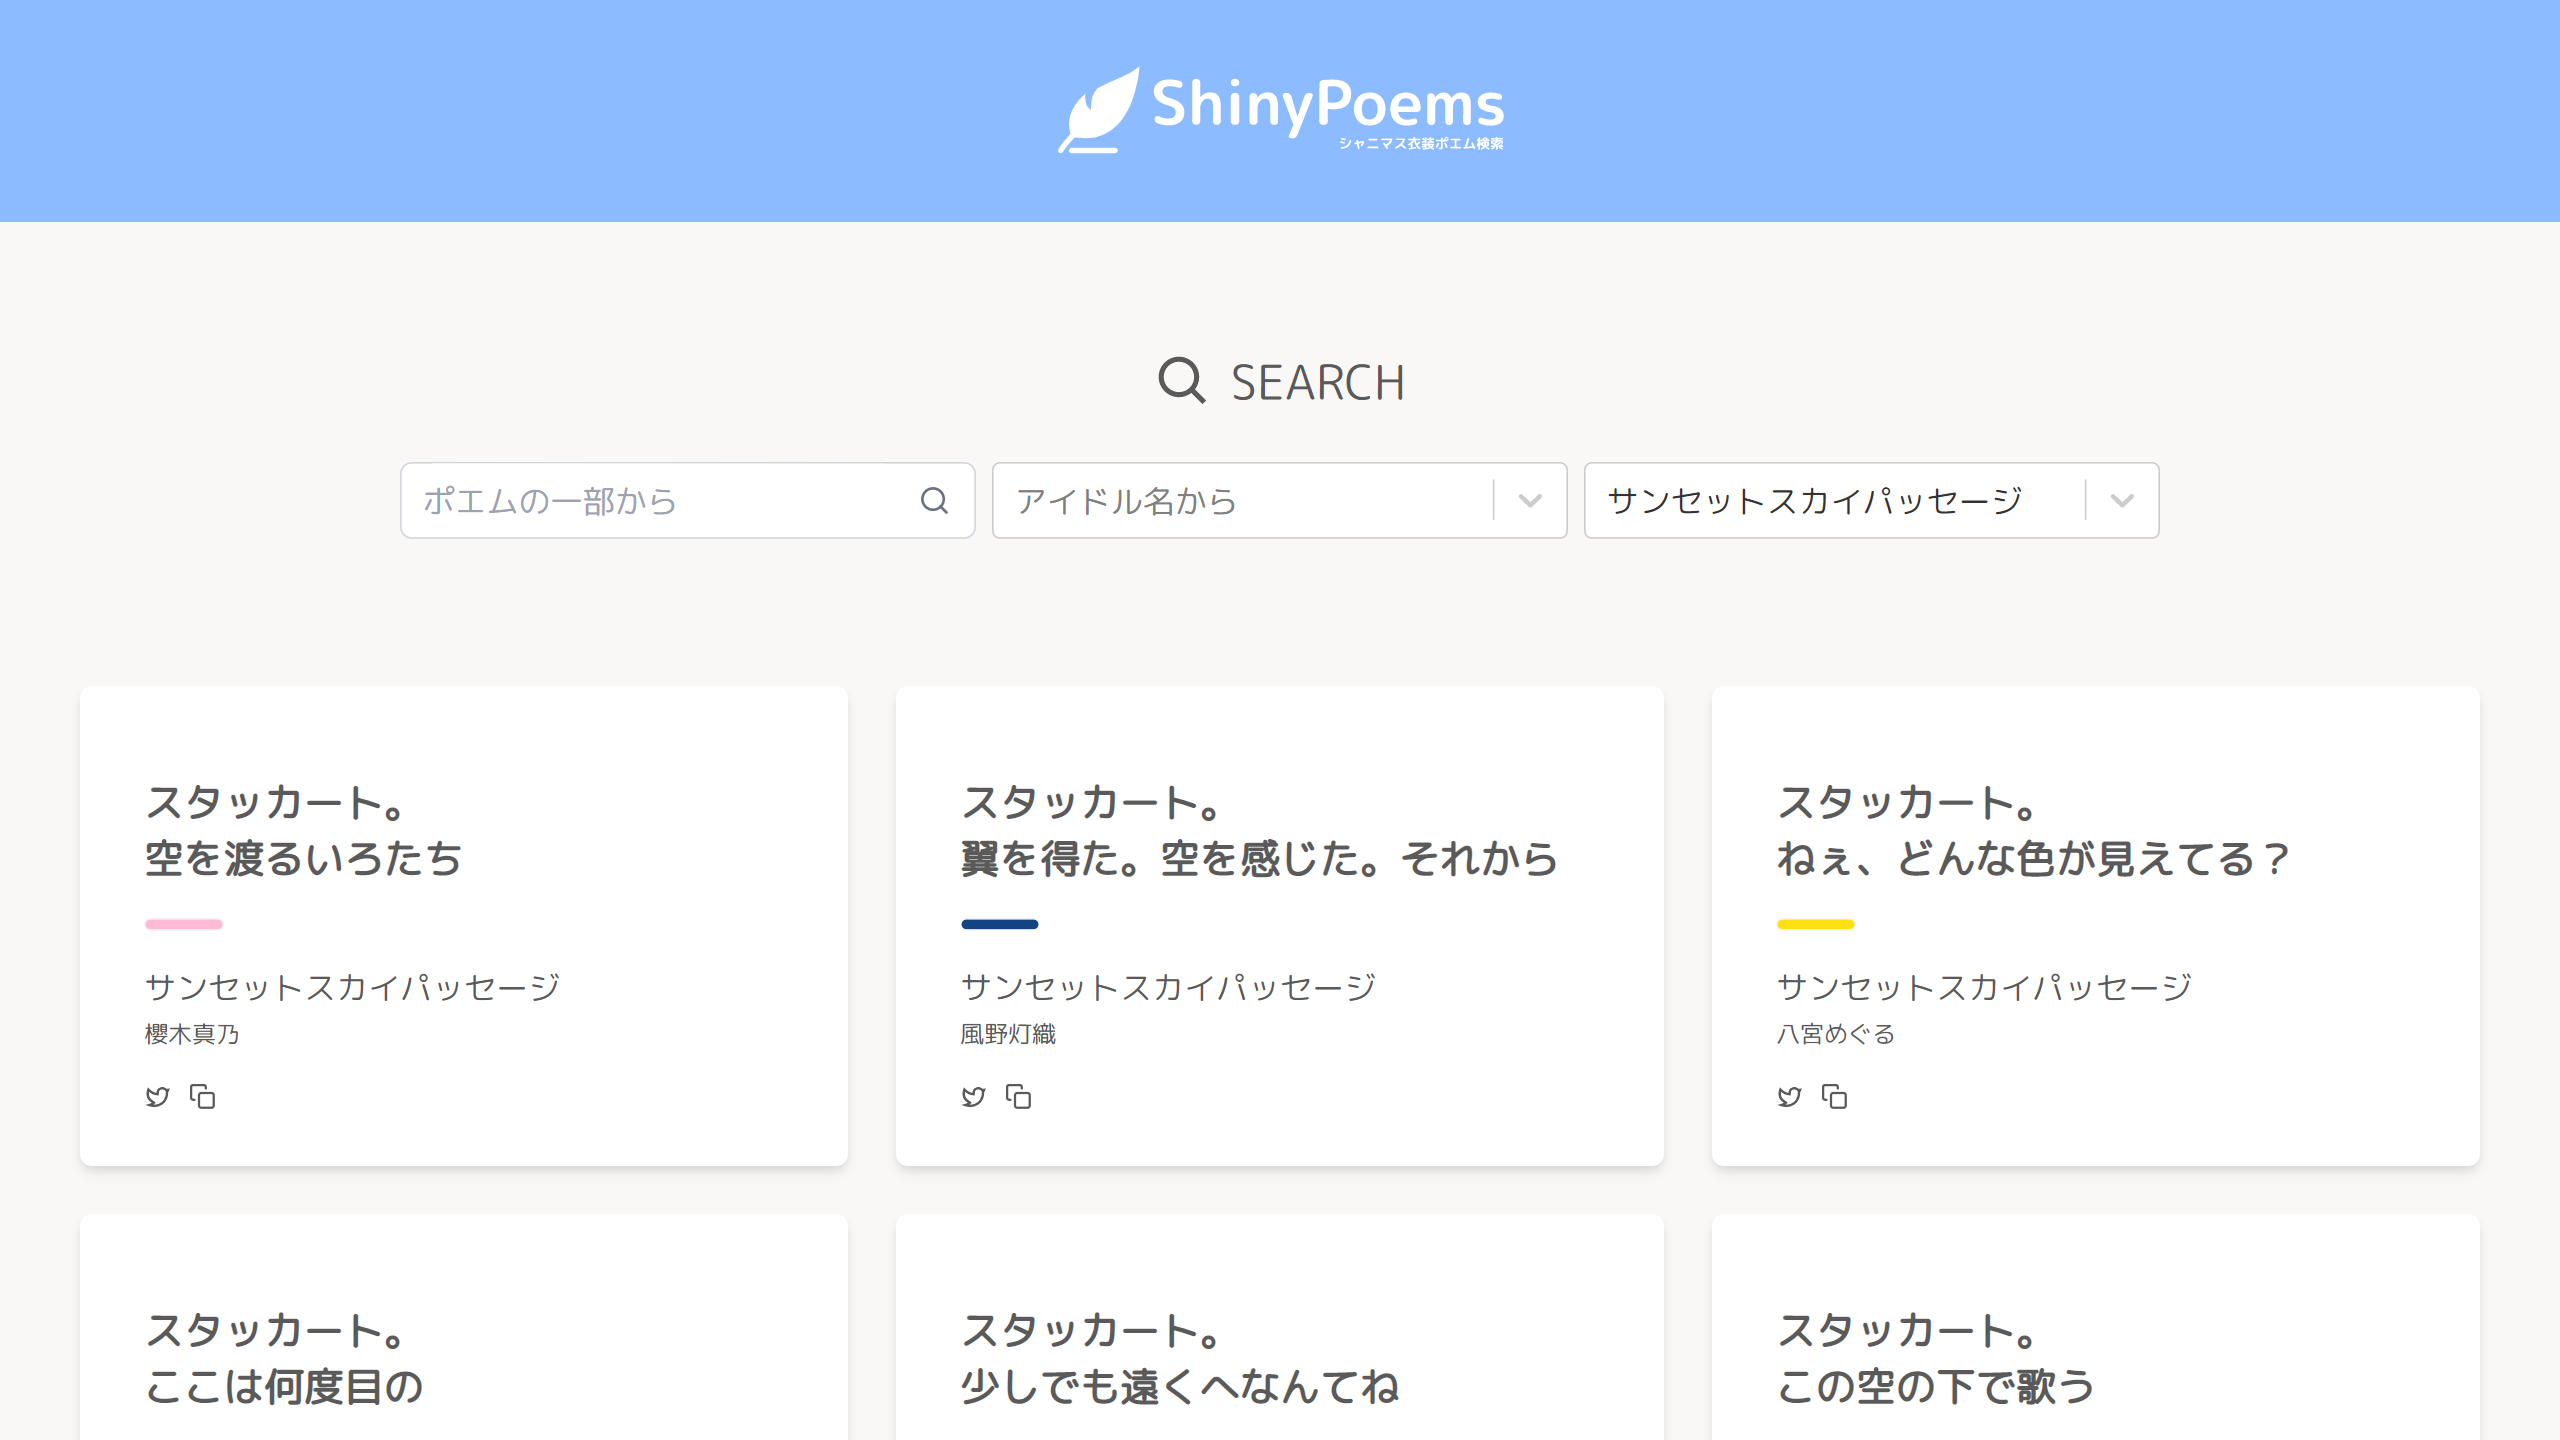 ShinyPoems
シャニマス衣装ポエム検索
SEARCH
ポエムの一部から
アイドル名から
サンセットスカイパッセージ
スタッカート。
空を渡るいろたち
サンセットスカイパッセージ
櫻木真乃
スタッカート。
翼を得た。空を感じた。それから
サンセットスカイパッセージ
風野灯織
スタッカート。
ねぇ、どんな色が見えてる？
サンセットスカイパッセージ
八宮めぐる
スタッカート。
ここは何度目の
スタッカート。
少しでも遠くへなんてね
スタッカート。
この空の下で歌う